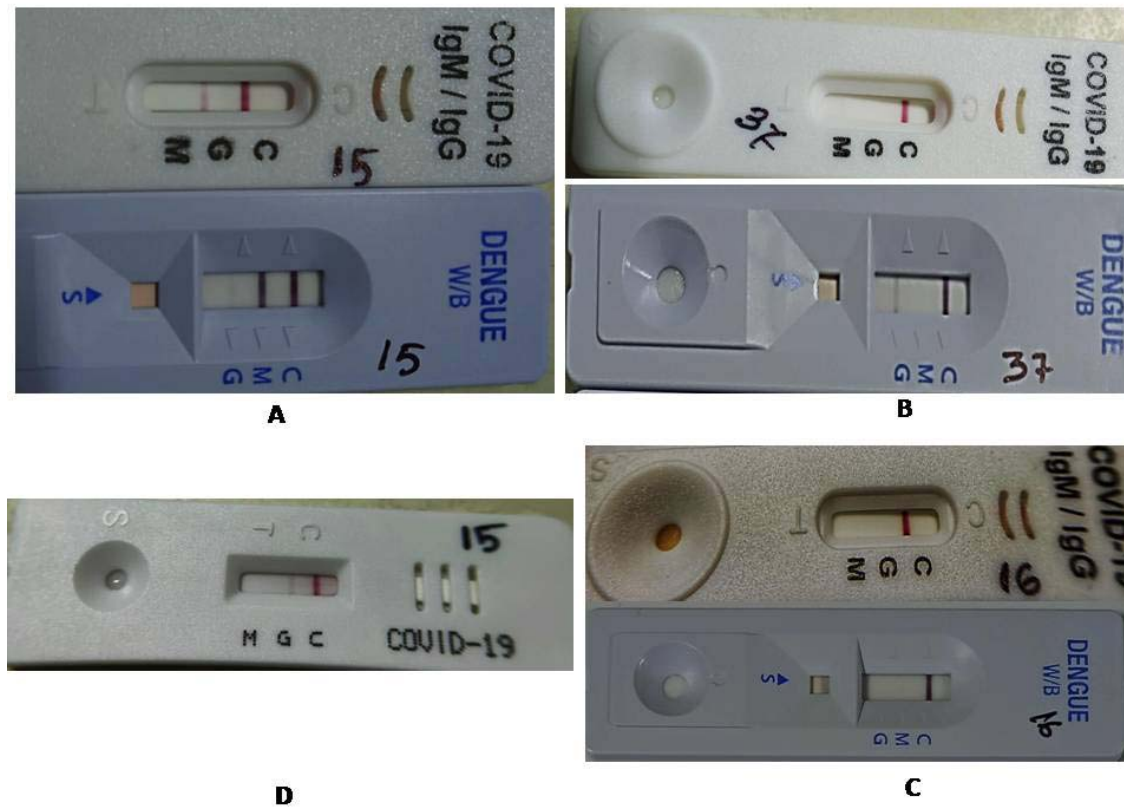 COVID-19
IgM / IgG
T
C
M G C
15
DENGUE
W/B
S
C
M
G
15
A
S
COVID-19
IgM / IgG
T
C
M G C
37
DENGUE
W/B
S
C
M
G
37
B
S
T C
15
M G C
COVID-19
D
S
COVID-19
IgM / IgG
T
C
M G C
16
DENGUE
W/B
S
C
M
G
16
C